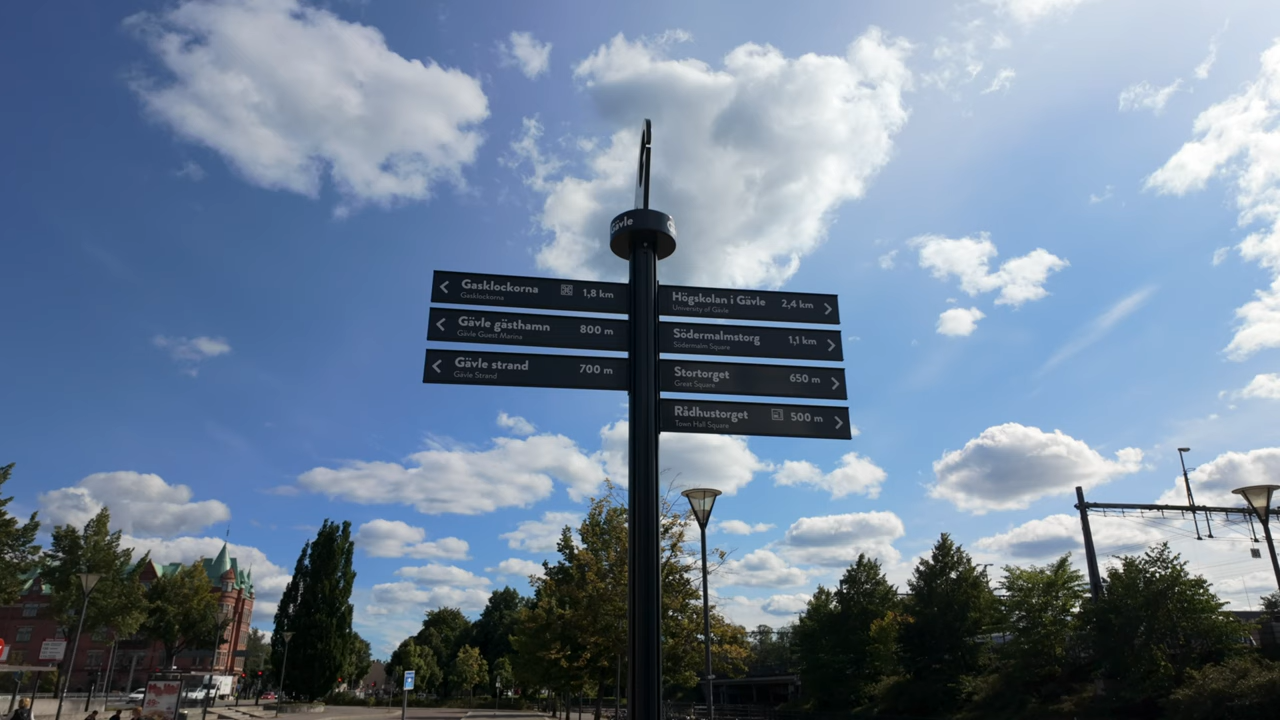 Gävle
Gasklockorna 1,8 km
Gasklockorna
Gävle gästhamn 800 m
Gävle Guest Marina
Gävle strand 700 m
Gävle Strand
Högskolan i Gävle 2,4 km
University of Gävle
Södermalmstorg 1,1 km
Södermalm Square
Stortorget 650 m
Great Square
Rådhustorget 500 m
Town Hall Square